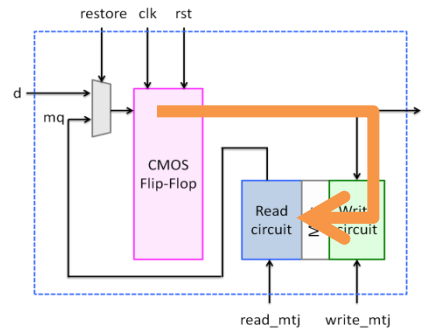 restore clk rst
d
mq
CMOS
Flip-Flop
Read
circuit
read_mtj write_mtj